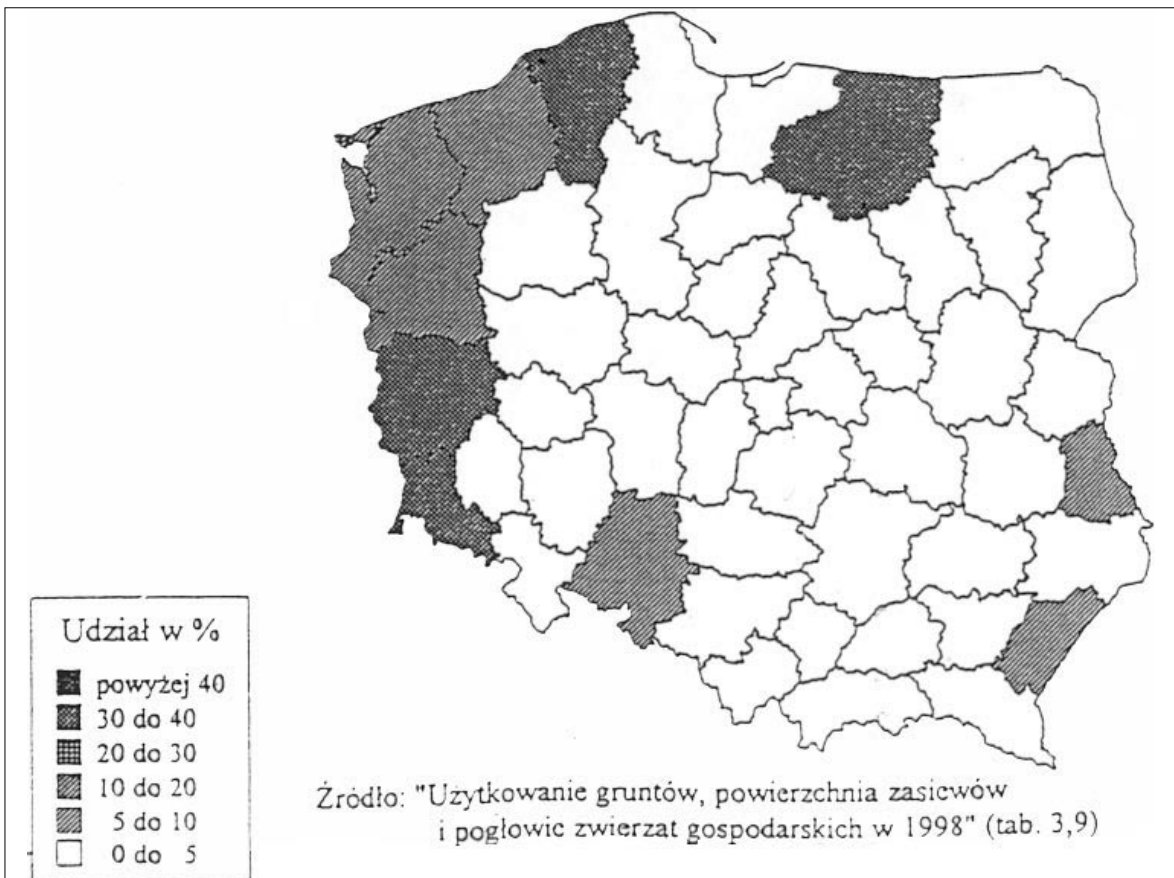 Udział w %
powyżej 40
30 do 40
20 do 30
10 do 20
5 do 10
0 do 5
Źródło: "Użytkowanie gruntów, powierzchnia zasiewów
i pogłowie zwierzat gospodarskich w 1998" (tab. 3,9)